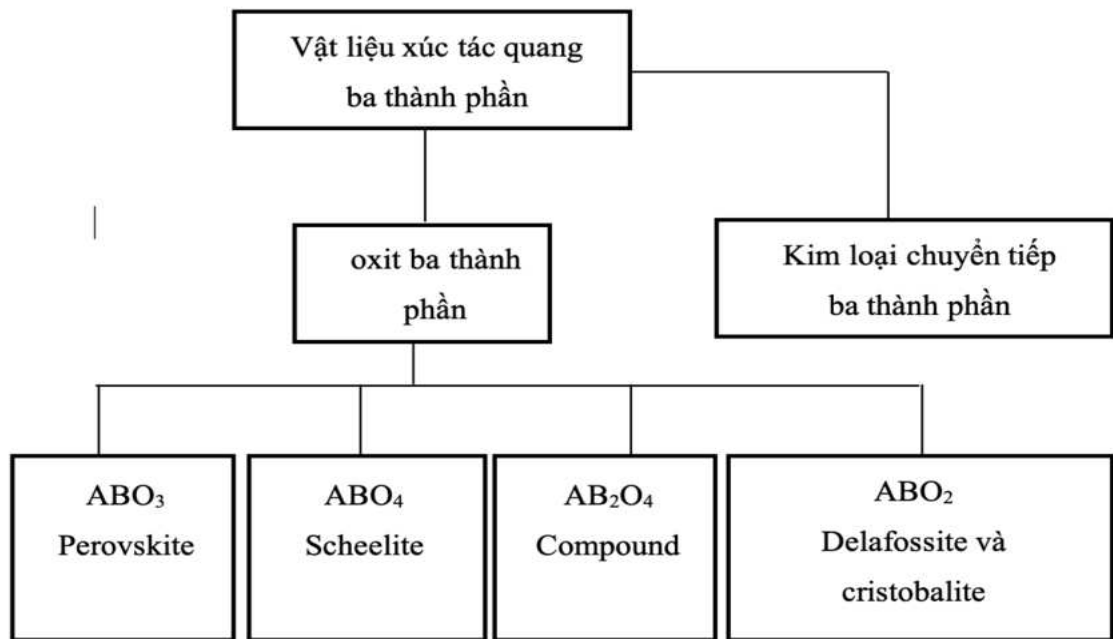 Vật liệu xúc tác quang
ba thành phần
oxit ba thành
phần
Kim loại chuyển tiếp
ba thành phần
ABO₃
Perovskite
ABO₄
Scheelite
AB₂O₄
Compound
ABO₂
Delafossite và
cristobalite